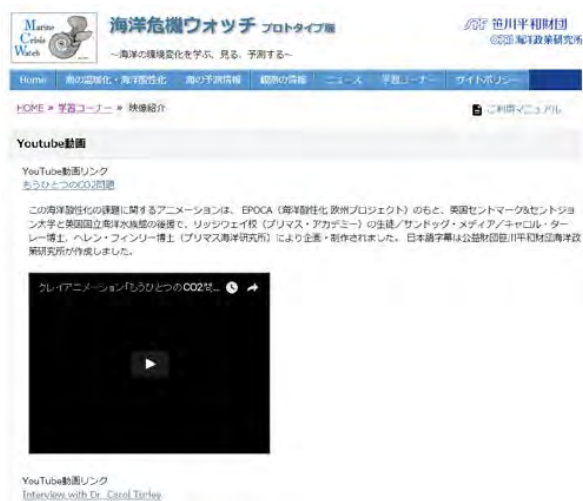 Marine
Crisis
Watch
海洋危機ウォッチ プロトタイプ版
~海洋の環境変化を学ぶ、見る、予測する~
笹川平和財団
海洋政策研究所
Home 海の温暖化・海洋酸性化 海の予測情報 観測の情報 ニュース 学習コーナー サイトポリシー
HOME » 学習コーナー » 映像紹介
ご利用マニュアル
Youtube動画
YouTube動画リンク
もうひとつのCO2問題
この海洋酸性化の課題に関するアニメーションは、EPOCA(海洋酸性化 欧州プロジェクト)のもと、英国セントマーク&セントジョ
ン大学と英国国立海洋水族館の後援で、リッジウェイ校(プリマス・アカデミー)の生徒/サンドッグ・メディア/キャロル・ター
レー博士、ヘレン・フィンリー博士(プリマス海洋研究所)により企画・制作されました。 日本語字幕は公益財団笹川平和財団海洋政
策研究所が作成しました。
クレイアニメーション「もうひとつのCO2問...
YouTube動画リンク
Interview with Dr. Carol Turley